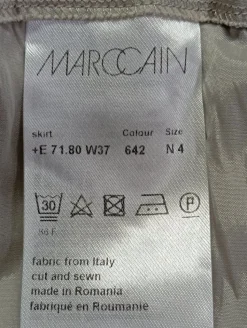 MARCCAIN
skirt Colour Size
+E 71.80 W37 642 N 4
30 P
86 F
fabric from Italy
cut and sewn
made in Romania
fabriqué en Roumanie